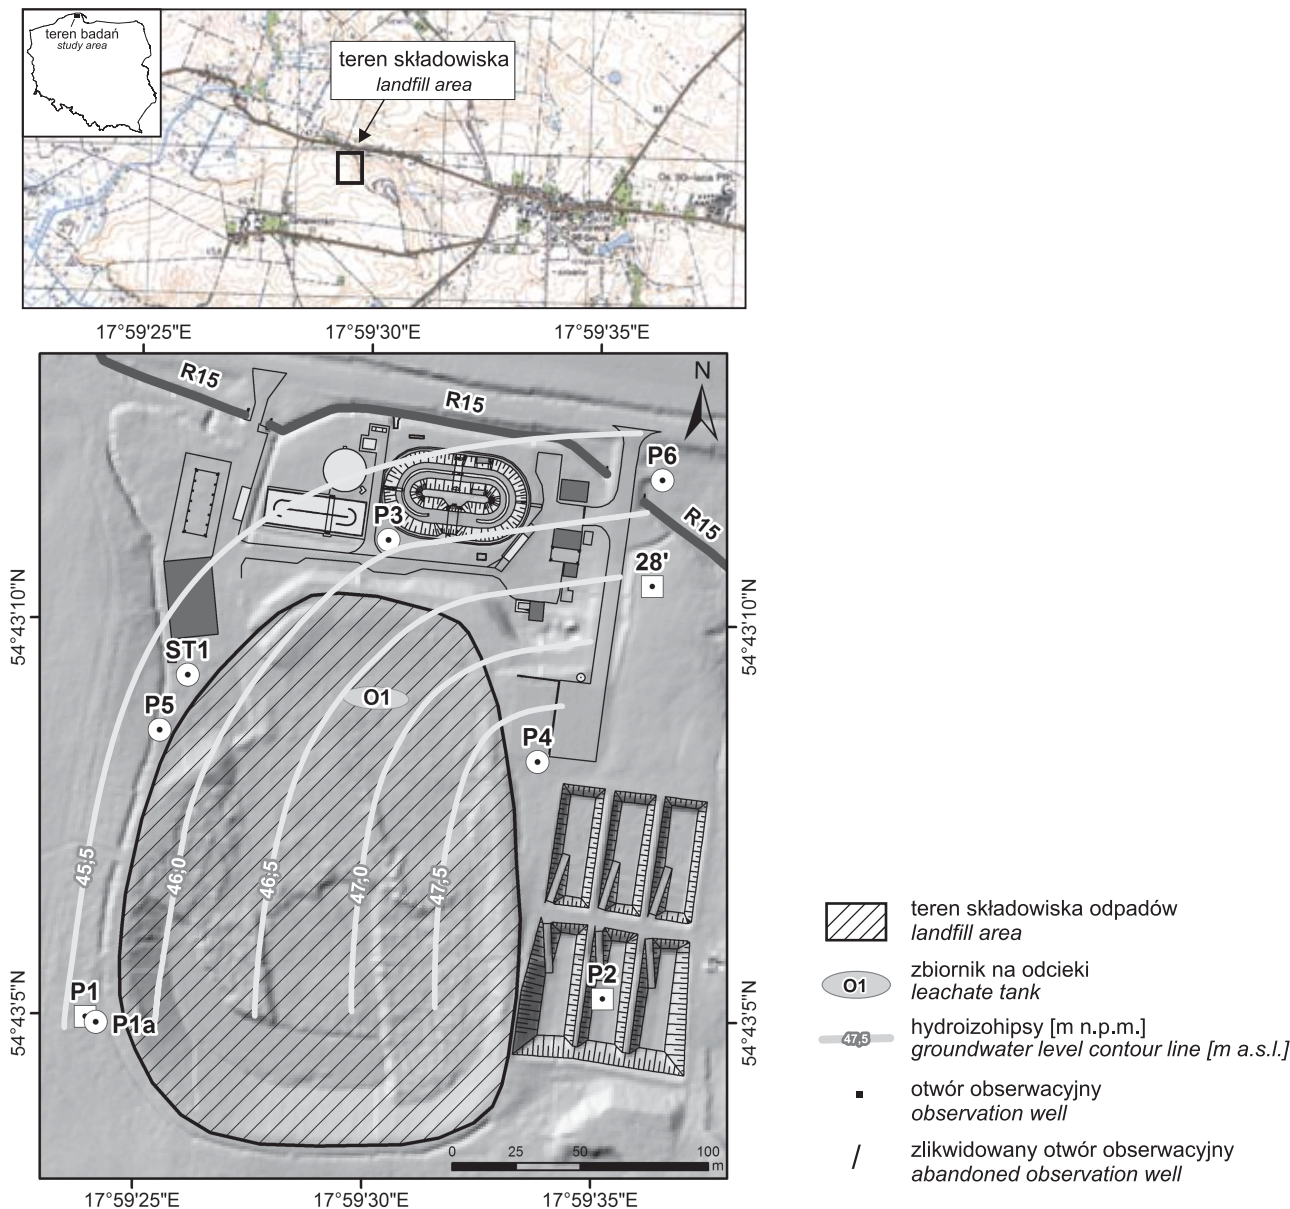 teren badań
study area
teren składowiska
landfill area
Os. 30-lecia PRL
17°59'25"E
17°59'30"E
17°59'35"E
R15
R15
N
P6
P3
R15
28'
54°43'10"N
54°43'10"N
ST1
O1
P5
P4
45,5
46,0
46,5
47,0
47,5
P2
P1
P1a
54°43'5"N
54°43'5"N
0 25 50 100
m
17°59'25"E
17°59'30"E
17°59'35"E
teren składowiska odpadów
landfill area
O1
zbiornik na odcieki
leachate tank
47,5
hydroizohipsy [m n.p.m.]
groundwater level contour line [m a.s.l.]
otwór obserwacyjny
observation well
zlikwidowany otwór obserwacyjny
abandoned observation well